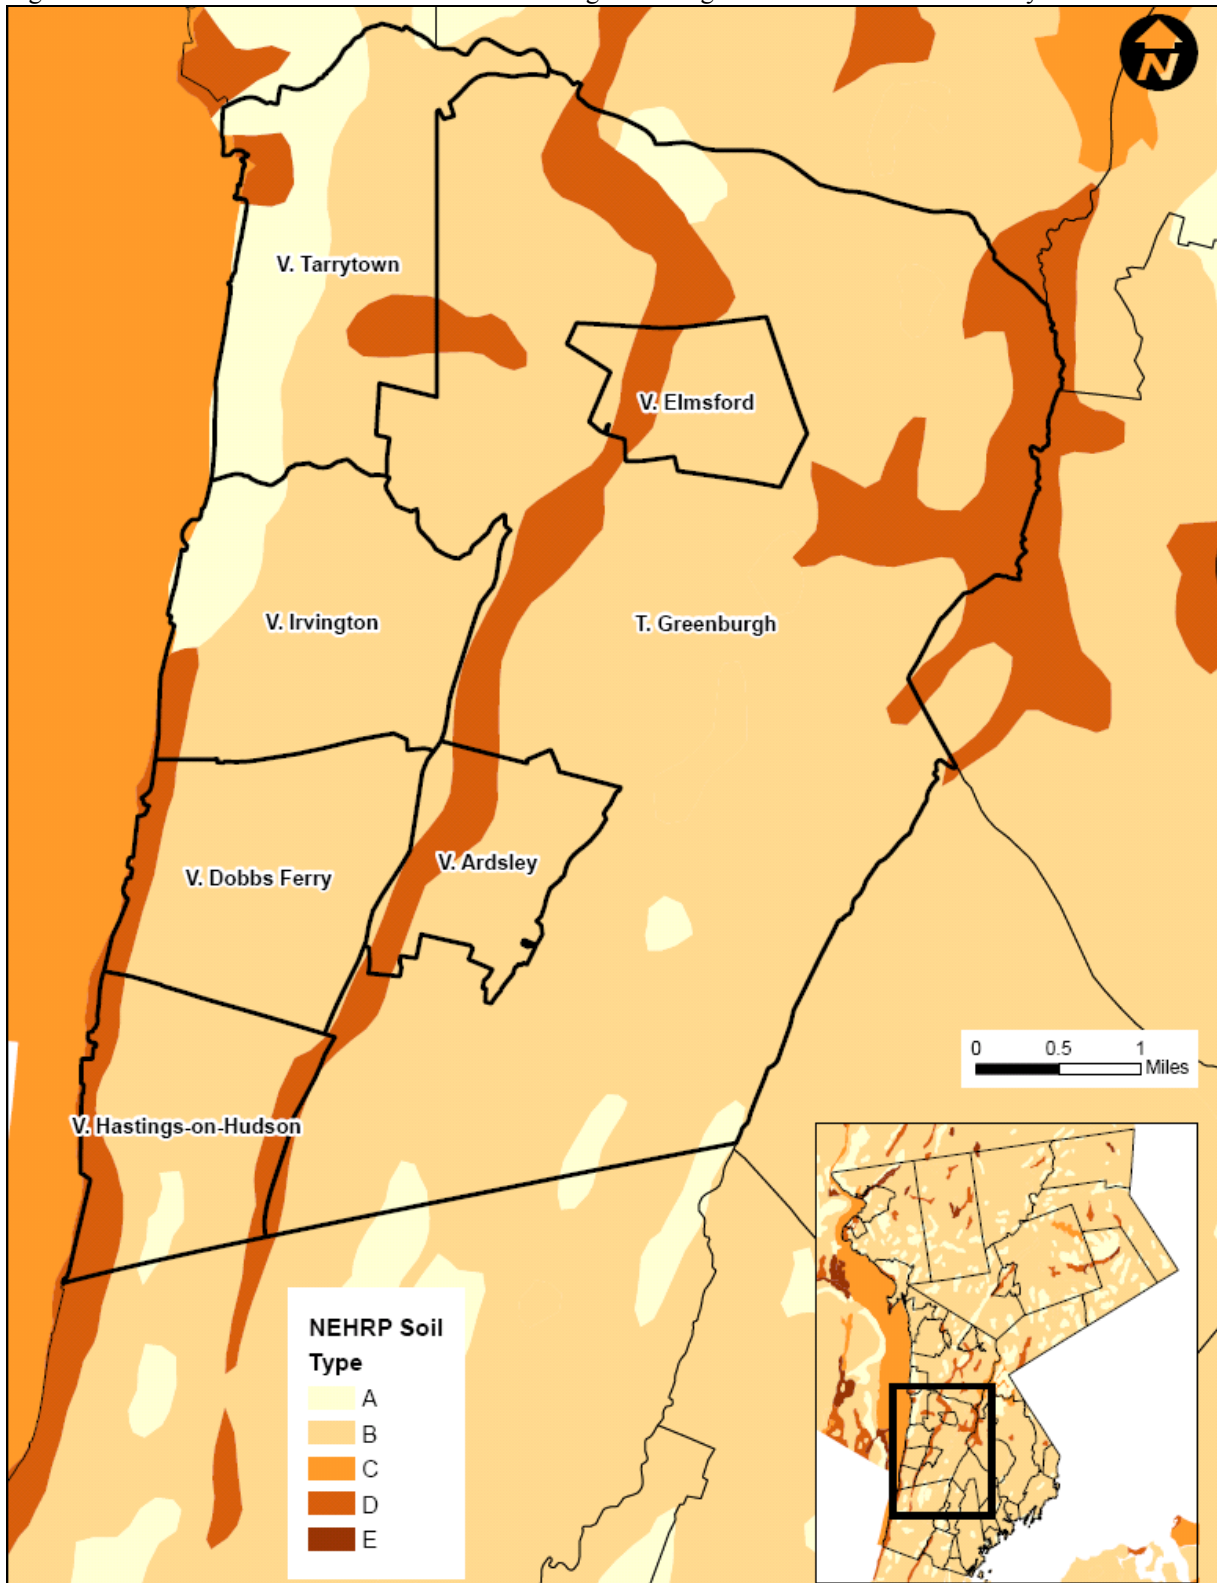 N
V. Tarrytown
V. Elmsford
V. Irvington
T. Greenburgh
V. Ardsley
V. Dobbs Ferry
0 0.5 1
Miles
V. Hastings-on-Hudson
NEHRP Soil
Type
A
B
C
D
E